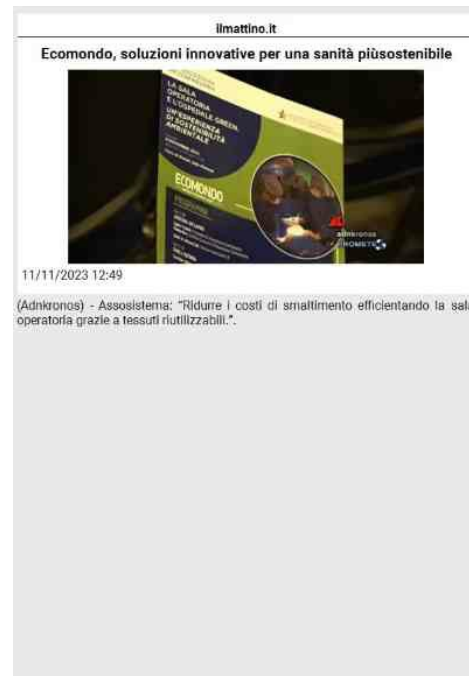 ilmattino.it
Ecomondo, soluzioni innovative per una sanità piùsostenibile
LA SALA
OPERATORIA
E L'OSPEDALE GREEN.
UN'ESPERIENZA
DI SOSTENIBILITÀ
AMBIENTALE
ECOMONDO
adnkronos
PROMETEO
11/11/2023 12:49
(Adnkronos) - Assosistema: "Ridurre i costi di smaltimento efficientando la sala
operatoria grazie a tessuti riutilizzabili.".